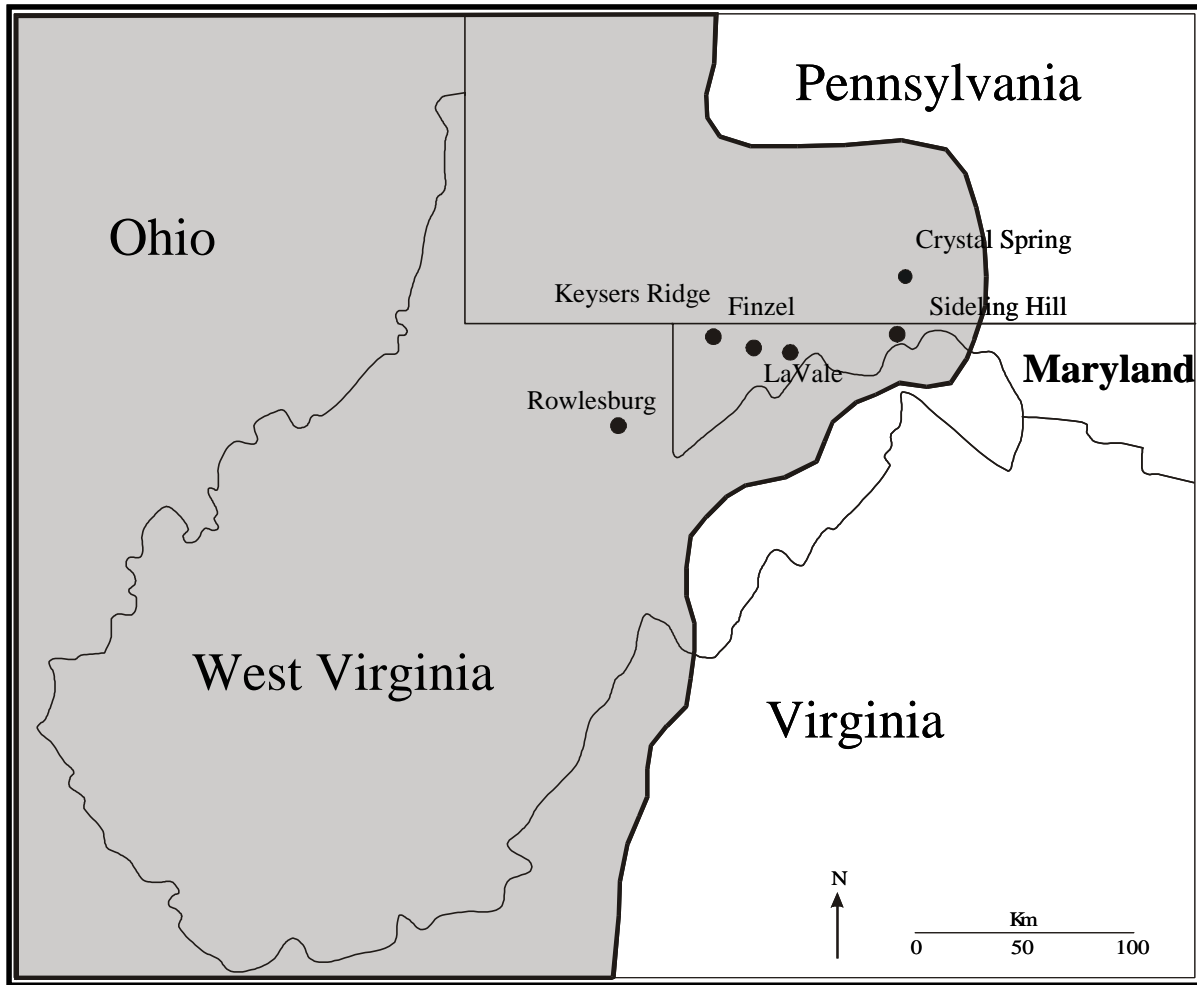 Pennsylvania
Ohio
Crystal Spring
Keysers Ridge
Finzel
Sideling Hill
LaVale
Maryland
Rowlesburg
West Virginia
Virginia
N
Km
0 50 100